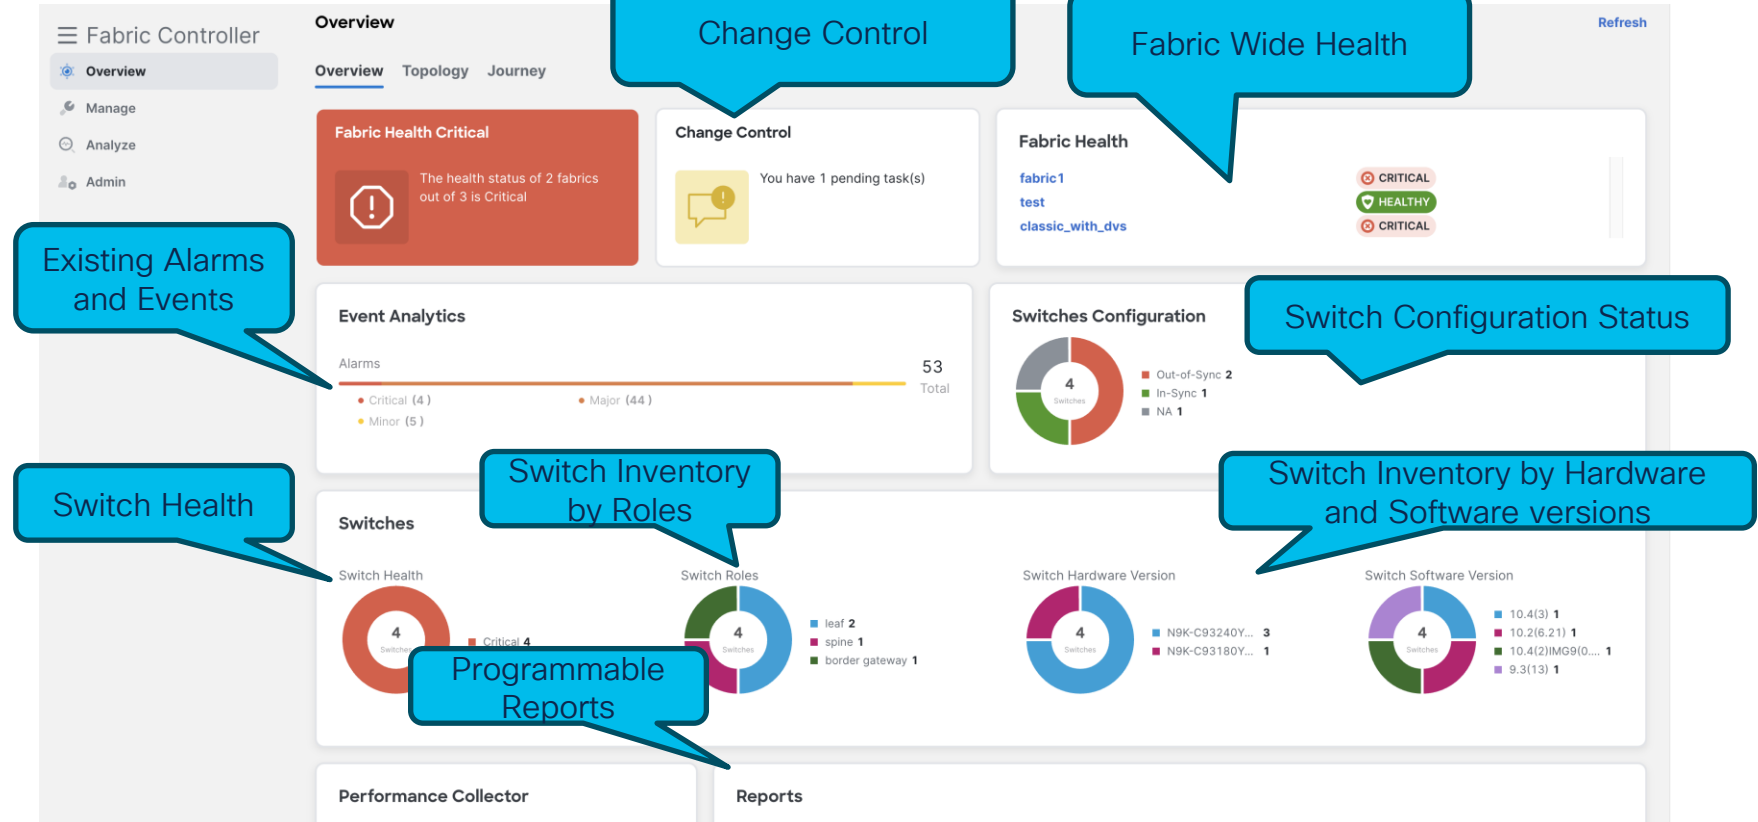 Fabric Controller
Overview
Manage
Analyze
Admin
Overview
Refresh
Overview Topology Journey
Change Control
Fabric Wide Health
Fabric Health Critical
The health status of 2 fabrics
out of 3 is Critical
Change Control
You have 1 pending task(s)
Fabric Health
fabric1 CRITICAL
test HEALTHY
classic_with_dvs CRITICAL
Existing Alarms
and Events
Event Analytics
Alarms
53
Total
Critical (4)
Major (44)
Minor (5)
Switches Configuration
4
Switches
Out-of-Sync 2
In-Sync 1
NA 1
Switch Configuration Status
Switch Health
Switch Inventory
by Roles
Switch Inventory by Hardware
and Software versions
Switches
Switch Health
4
Switches
Critical 4
Switch Roles
4
Switches
leaf 2
spine 1
border gateway 1
Switch Hardware Version
4
Switches
N9K-C93240Y... 3
N9K-C93180Y... 1
Switch Software Version
4
Switches
10.4(3) 1
10.2(6.21) 1
10.4(2)IMG9(0.... 1
9.3(13) 1
Programmable
Reports
Performance Collector
Reports